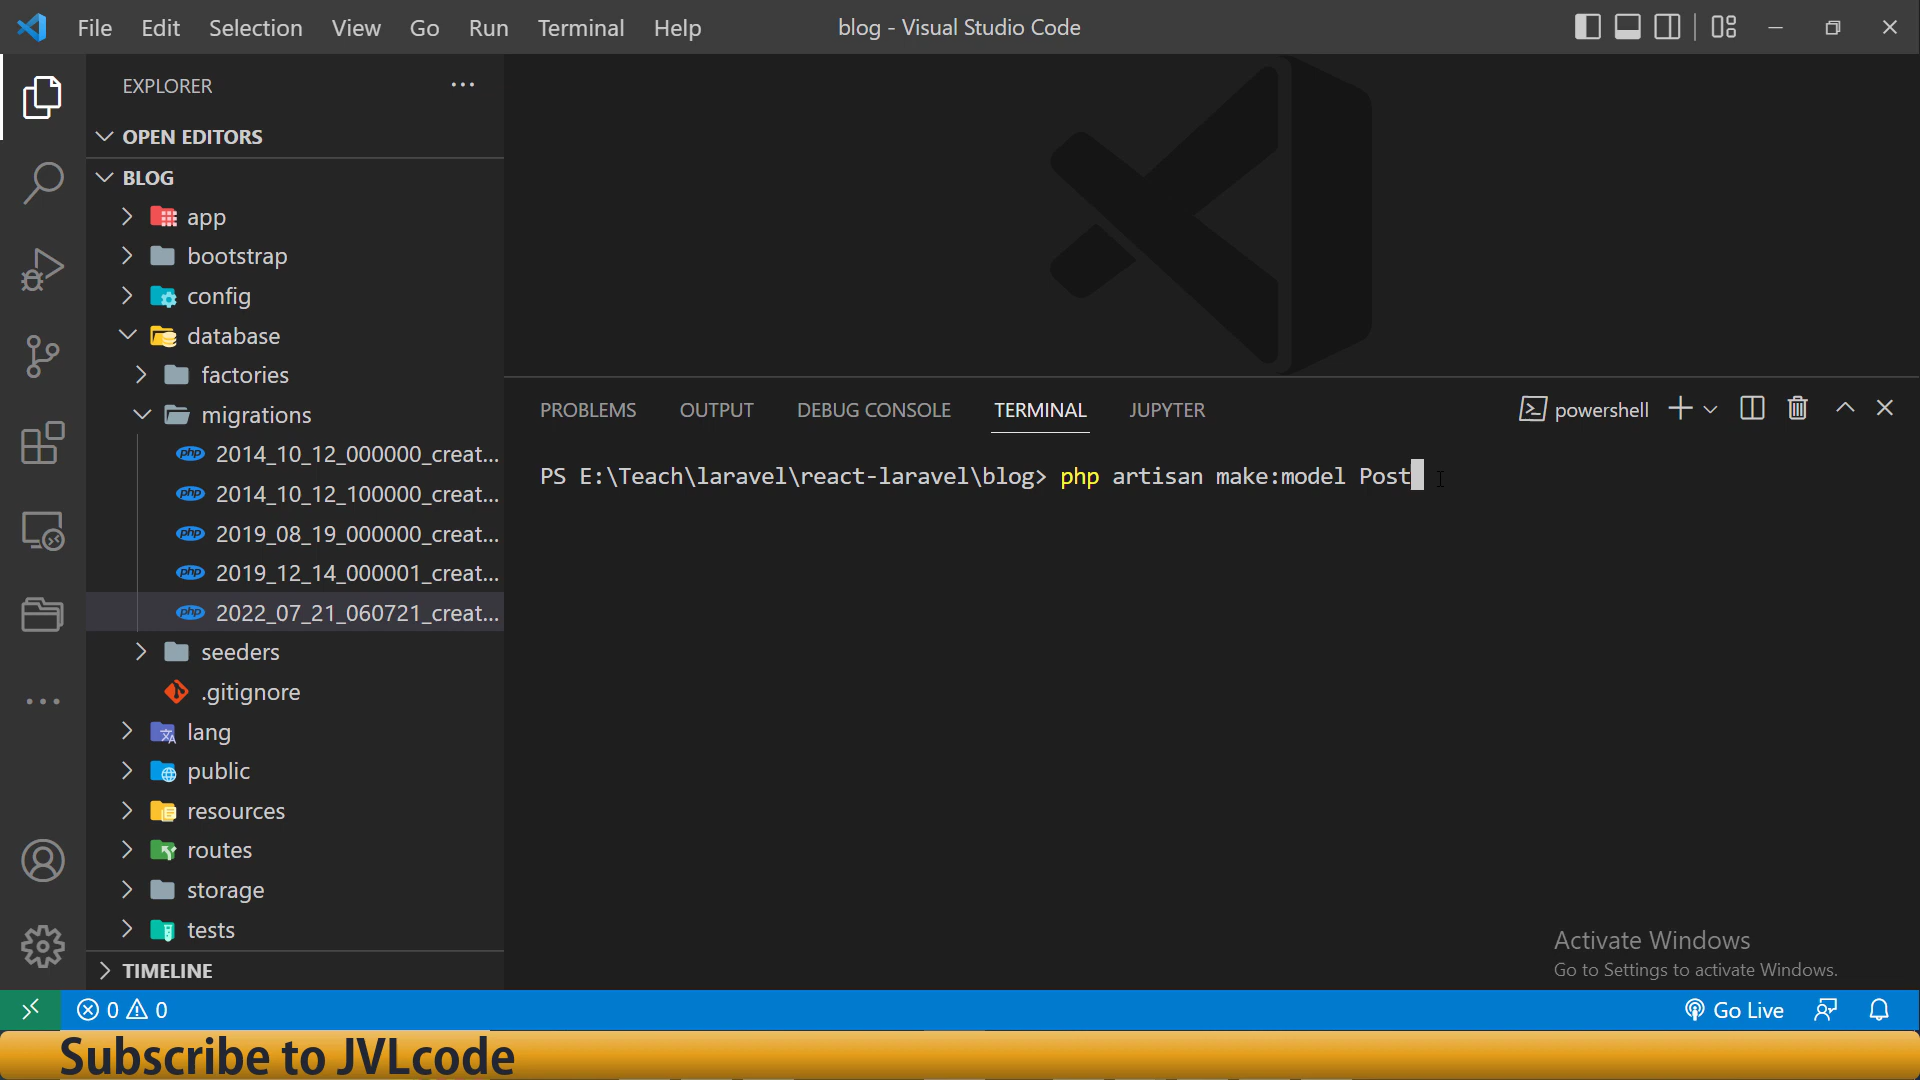 File Edit Selection View Go Run Terminal Help
blog - Visual Studio Code
EXPLORER
OPEN EDITORS
BLOG
app
bootstrap
config
database
factories
migrations
2014_10_12_000000_creat...
2014_10_12_100000_creat...
2019_08_19_000000_creat...
2019_12_14_000001_creat...
2022_07_21_060721_creat...
seeders
.gitignore
lang
public
resources
routes
storage
tests
TIMELINE
PROBLEMS OUTPUT DEBUG CONSOLE TERMINAL JUPYTER
powershell
PS E:\Teach\laravel\react-laravel\blog> php artisan make:model Post
Activate Windows
Go to Settings to activate Windows.
0 0
Go Live
Subscribe to JVLcode